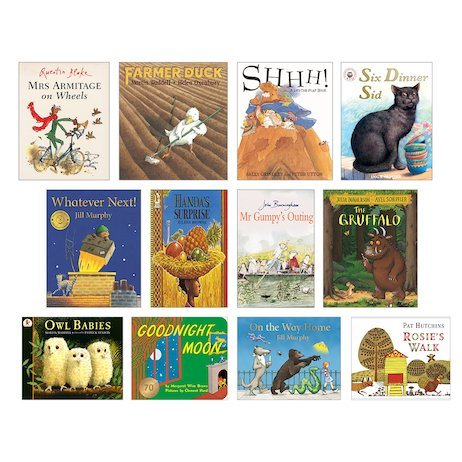 Quentin Blake
MRS ARMITAGE
on Wheels
FARMER DUCK
Martin Waddell Helen Oxenbury
SHHH!
A LIFT-THE-FLAP BOOK
SALLY GRINDLEY PETER UTTON
Six Dinner
Sid
Whatever Next!
Jill Murphy
HANDA'S
SURPRISE
EILEEN BROWNE
John Burningham
Mr Gumpy's Outing
JULIA DONALDSON AXEL SCHEFFLER
THE
GRUFFALO
OWL BABIES
MARTIN WADDELL PATRICK BENSON
GOODNIGHT
MOON
70
by Margaret Wise Brown
Pictures by Clement Hurd
On the Way Home
Jill Murphy
PAT HUTCHINS
ROSIE'S
WALK